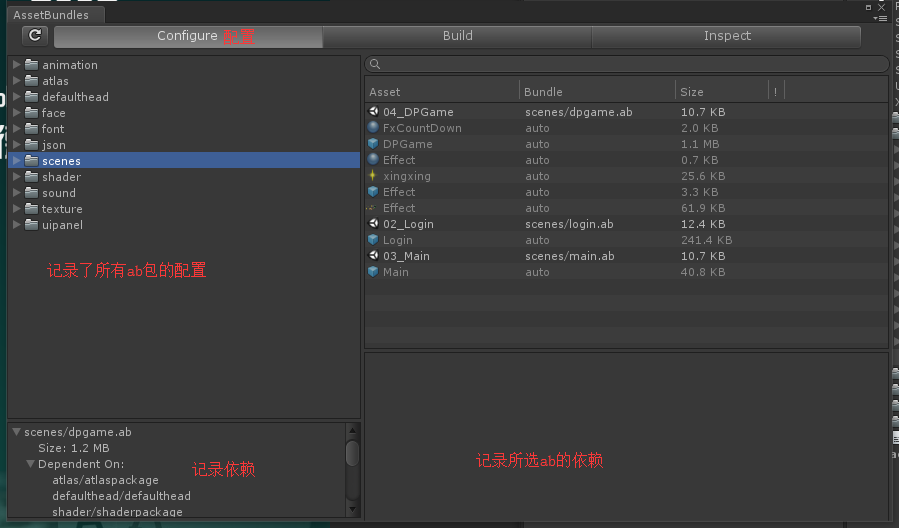 AssetBundles
Configure 配
Build
Inspect
animation
atlas
defaulthead
face
font
json
scenes
shader
sound
texture
uipanel
记录了所有ab包的配置
Asset Bundle Size !
04_DPGame scenes/dpgame.ab 10.7 KB
FxCountDown auto 2.0 KB
DPGame auto 1.1 MB
Effect auto 0.7 KB
xingxing auto 25.6 KB
Effect auto 3.3 KB
Effect auto 61.9 KB
02_Login scenes/login.ab 12.4 KB
Login auto 241.4 KB
03_Main scenes/main.ab 10.7 KB
Main auto 40.8 KB
scenes/dpgame.ab
Size: 1.2 MB
Dependent On:
atlas/atlaspackage
defaulthead/defaulthead
shader/shaderpackage
记录依赖
记录所选ab的依赖